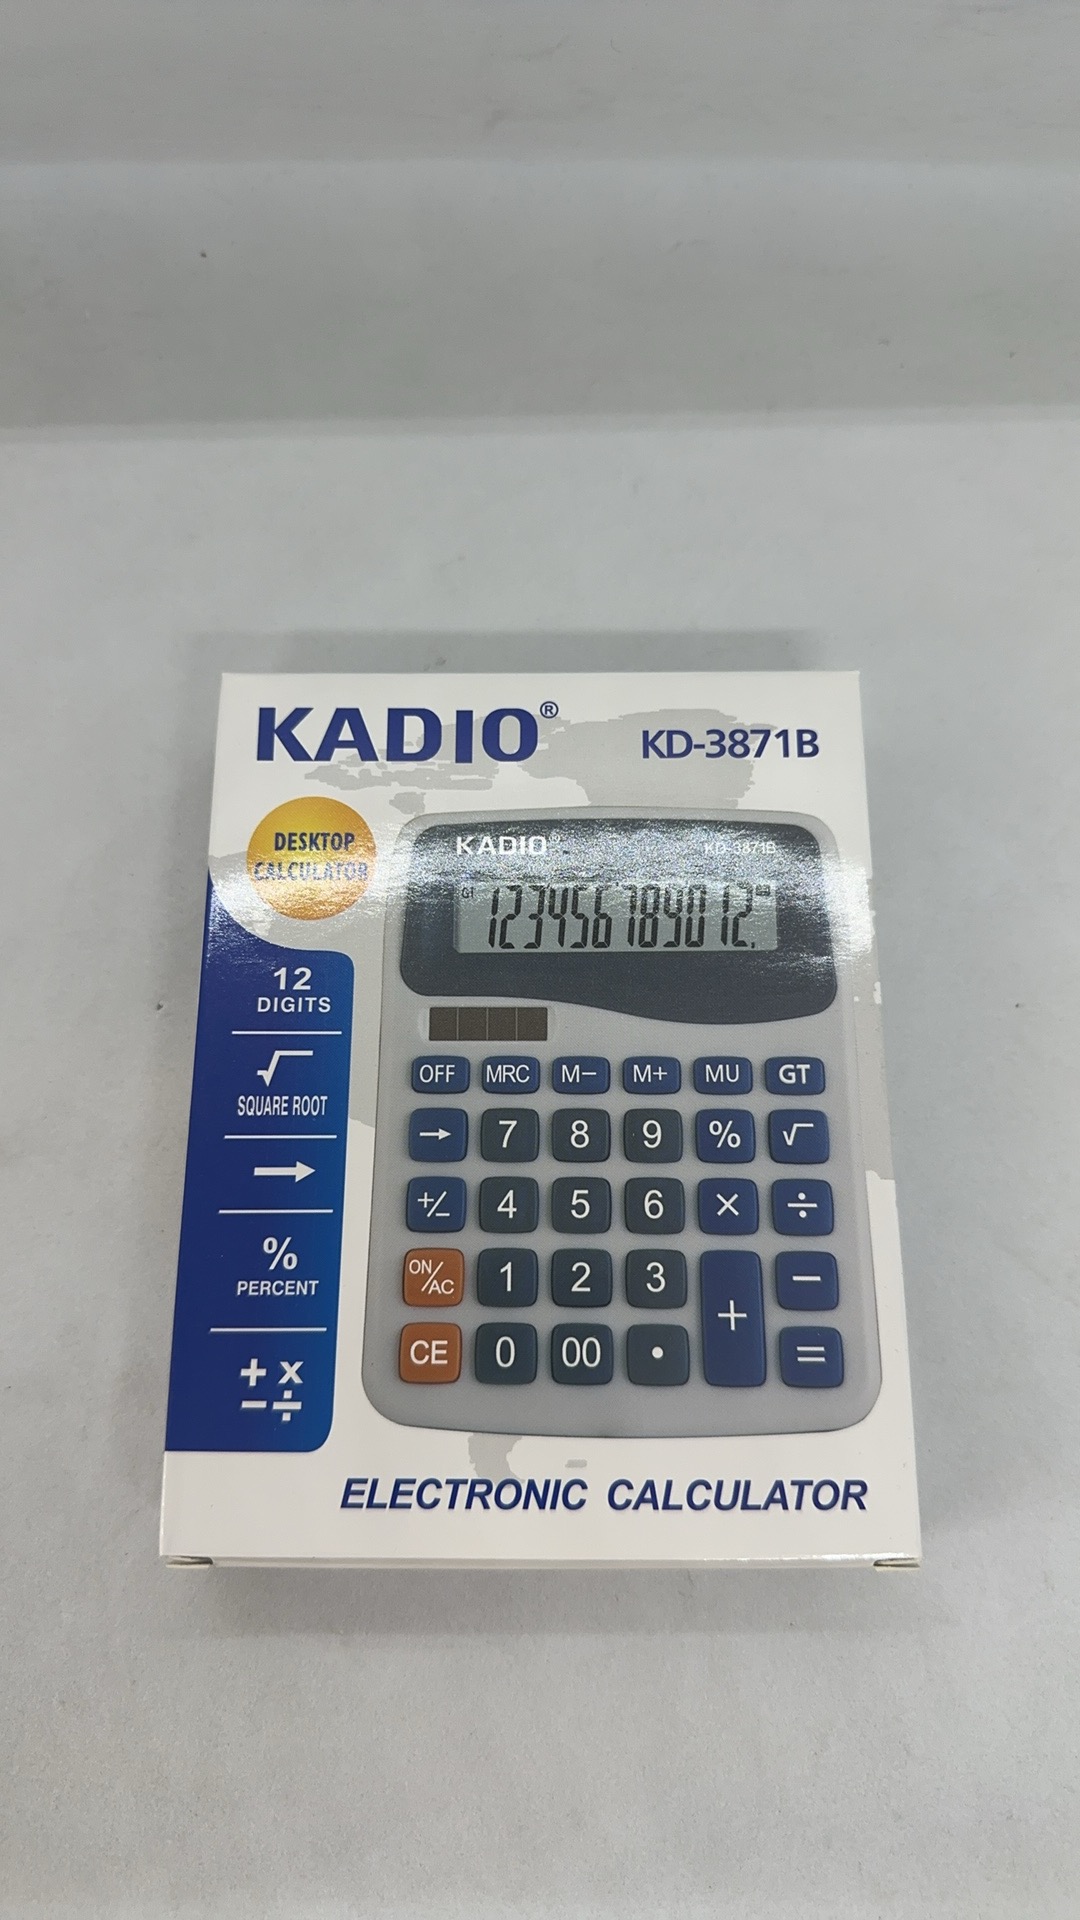 KADIO®
KD-3871B
DESKTOP
CALCULATOR
KADIO
KD-3871B
GT
123456789012.
12
DIGITS
√
SQUARE ROOT
→
%
PERCENT
+ x
− ÷
OFF MRC M− M+ MU GT
→ 7 8 9 % √
+/− 4 5 6 × ÷
ON/AC 1 2 3 + −
CE 0 00 • =
ELECTRONIC CALCULATOR